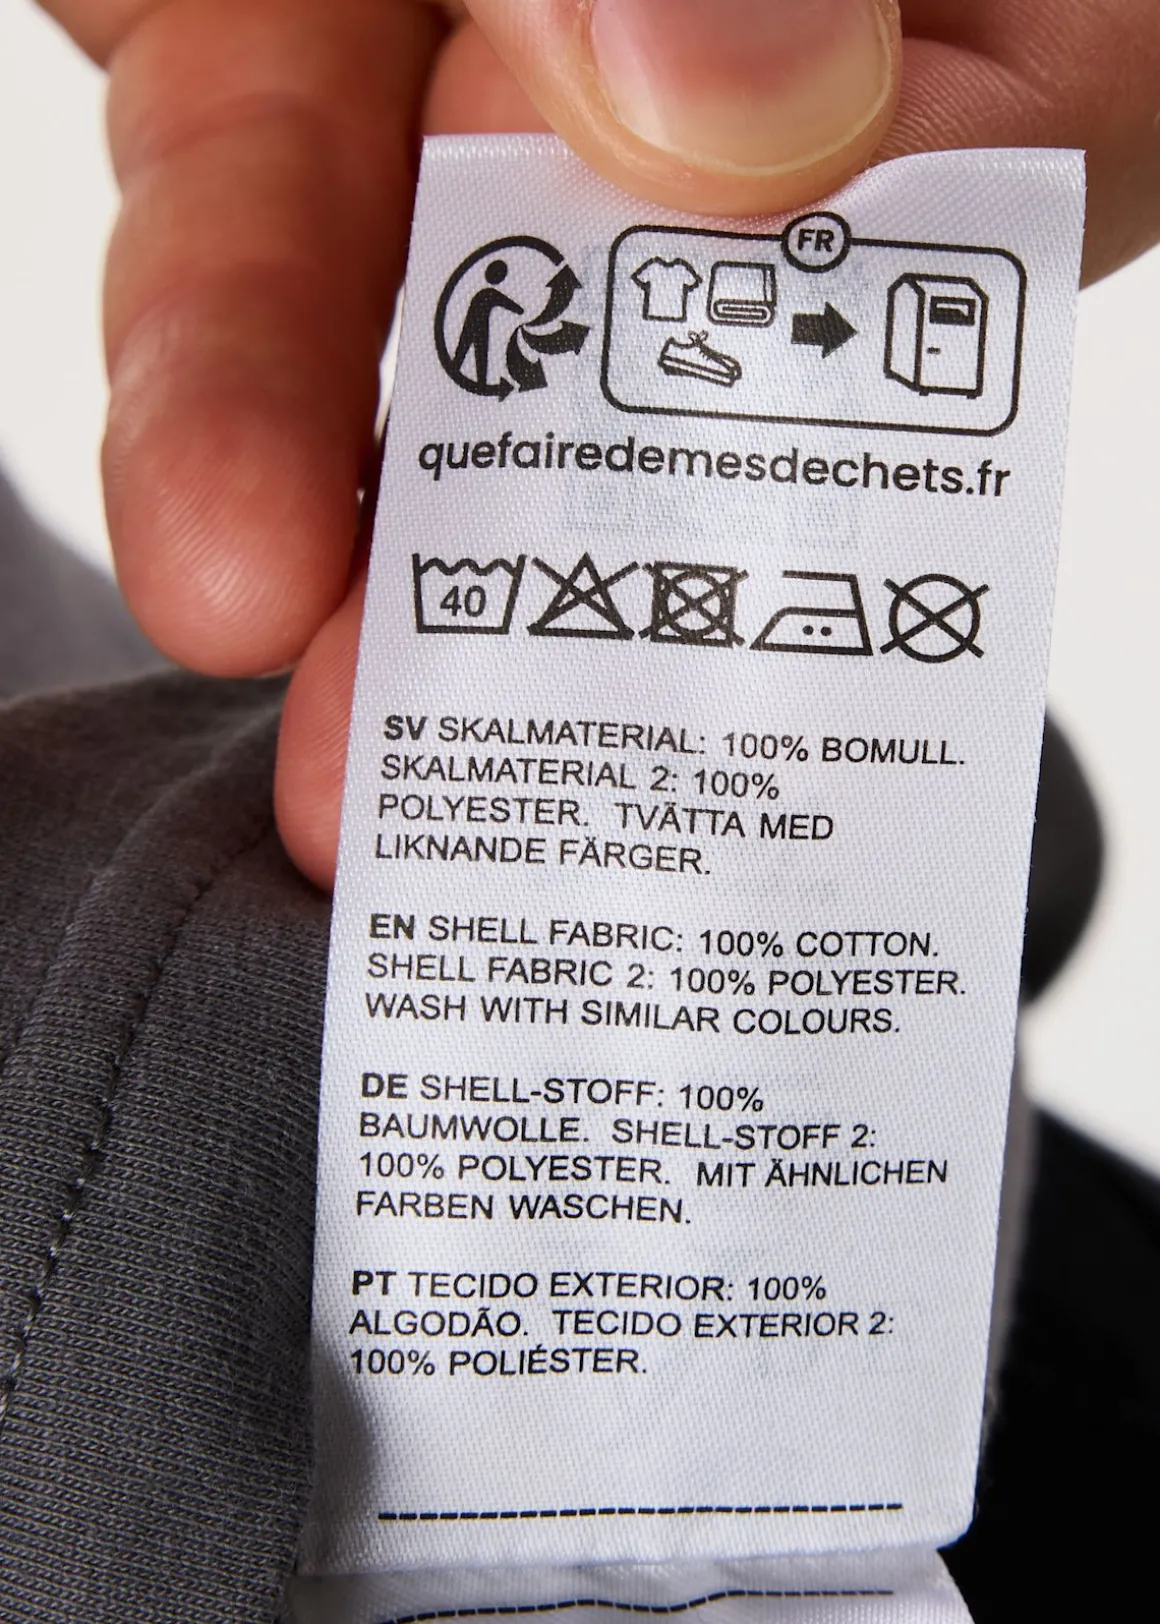 FR
quefairedemesdechets.fr
40
SV SKALMATERIAL: 100% BOMULL.
SKALMATERIAL 2: 100%
POLYESTER. TVÄTTA MED
LIKNANDE FÄRGER.
EN SHELL FABRIC: 100% COTTON.
SHELL FABRIC 2: 100% POLYESTER.
WASH WITH SIMILAR COLOURS.
DE SHELL-STOFF: 100%
BAUMWOLLE. SHELL-STOFF 2:
100% POLYESTER. MIT ÄHNLICHEN
FARBEN WASCHEN.
PT TECIDO EXTERIOR: 100%
ALGODÃO. TECIDO EXTERIOR 2:
100% POLIÉSTER.